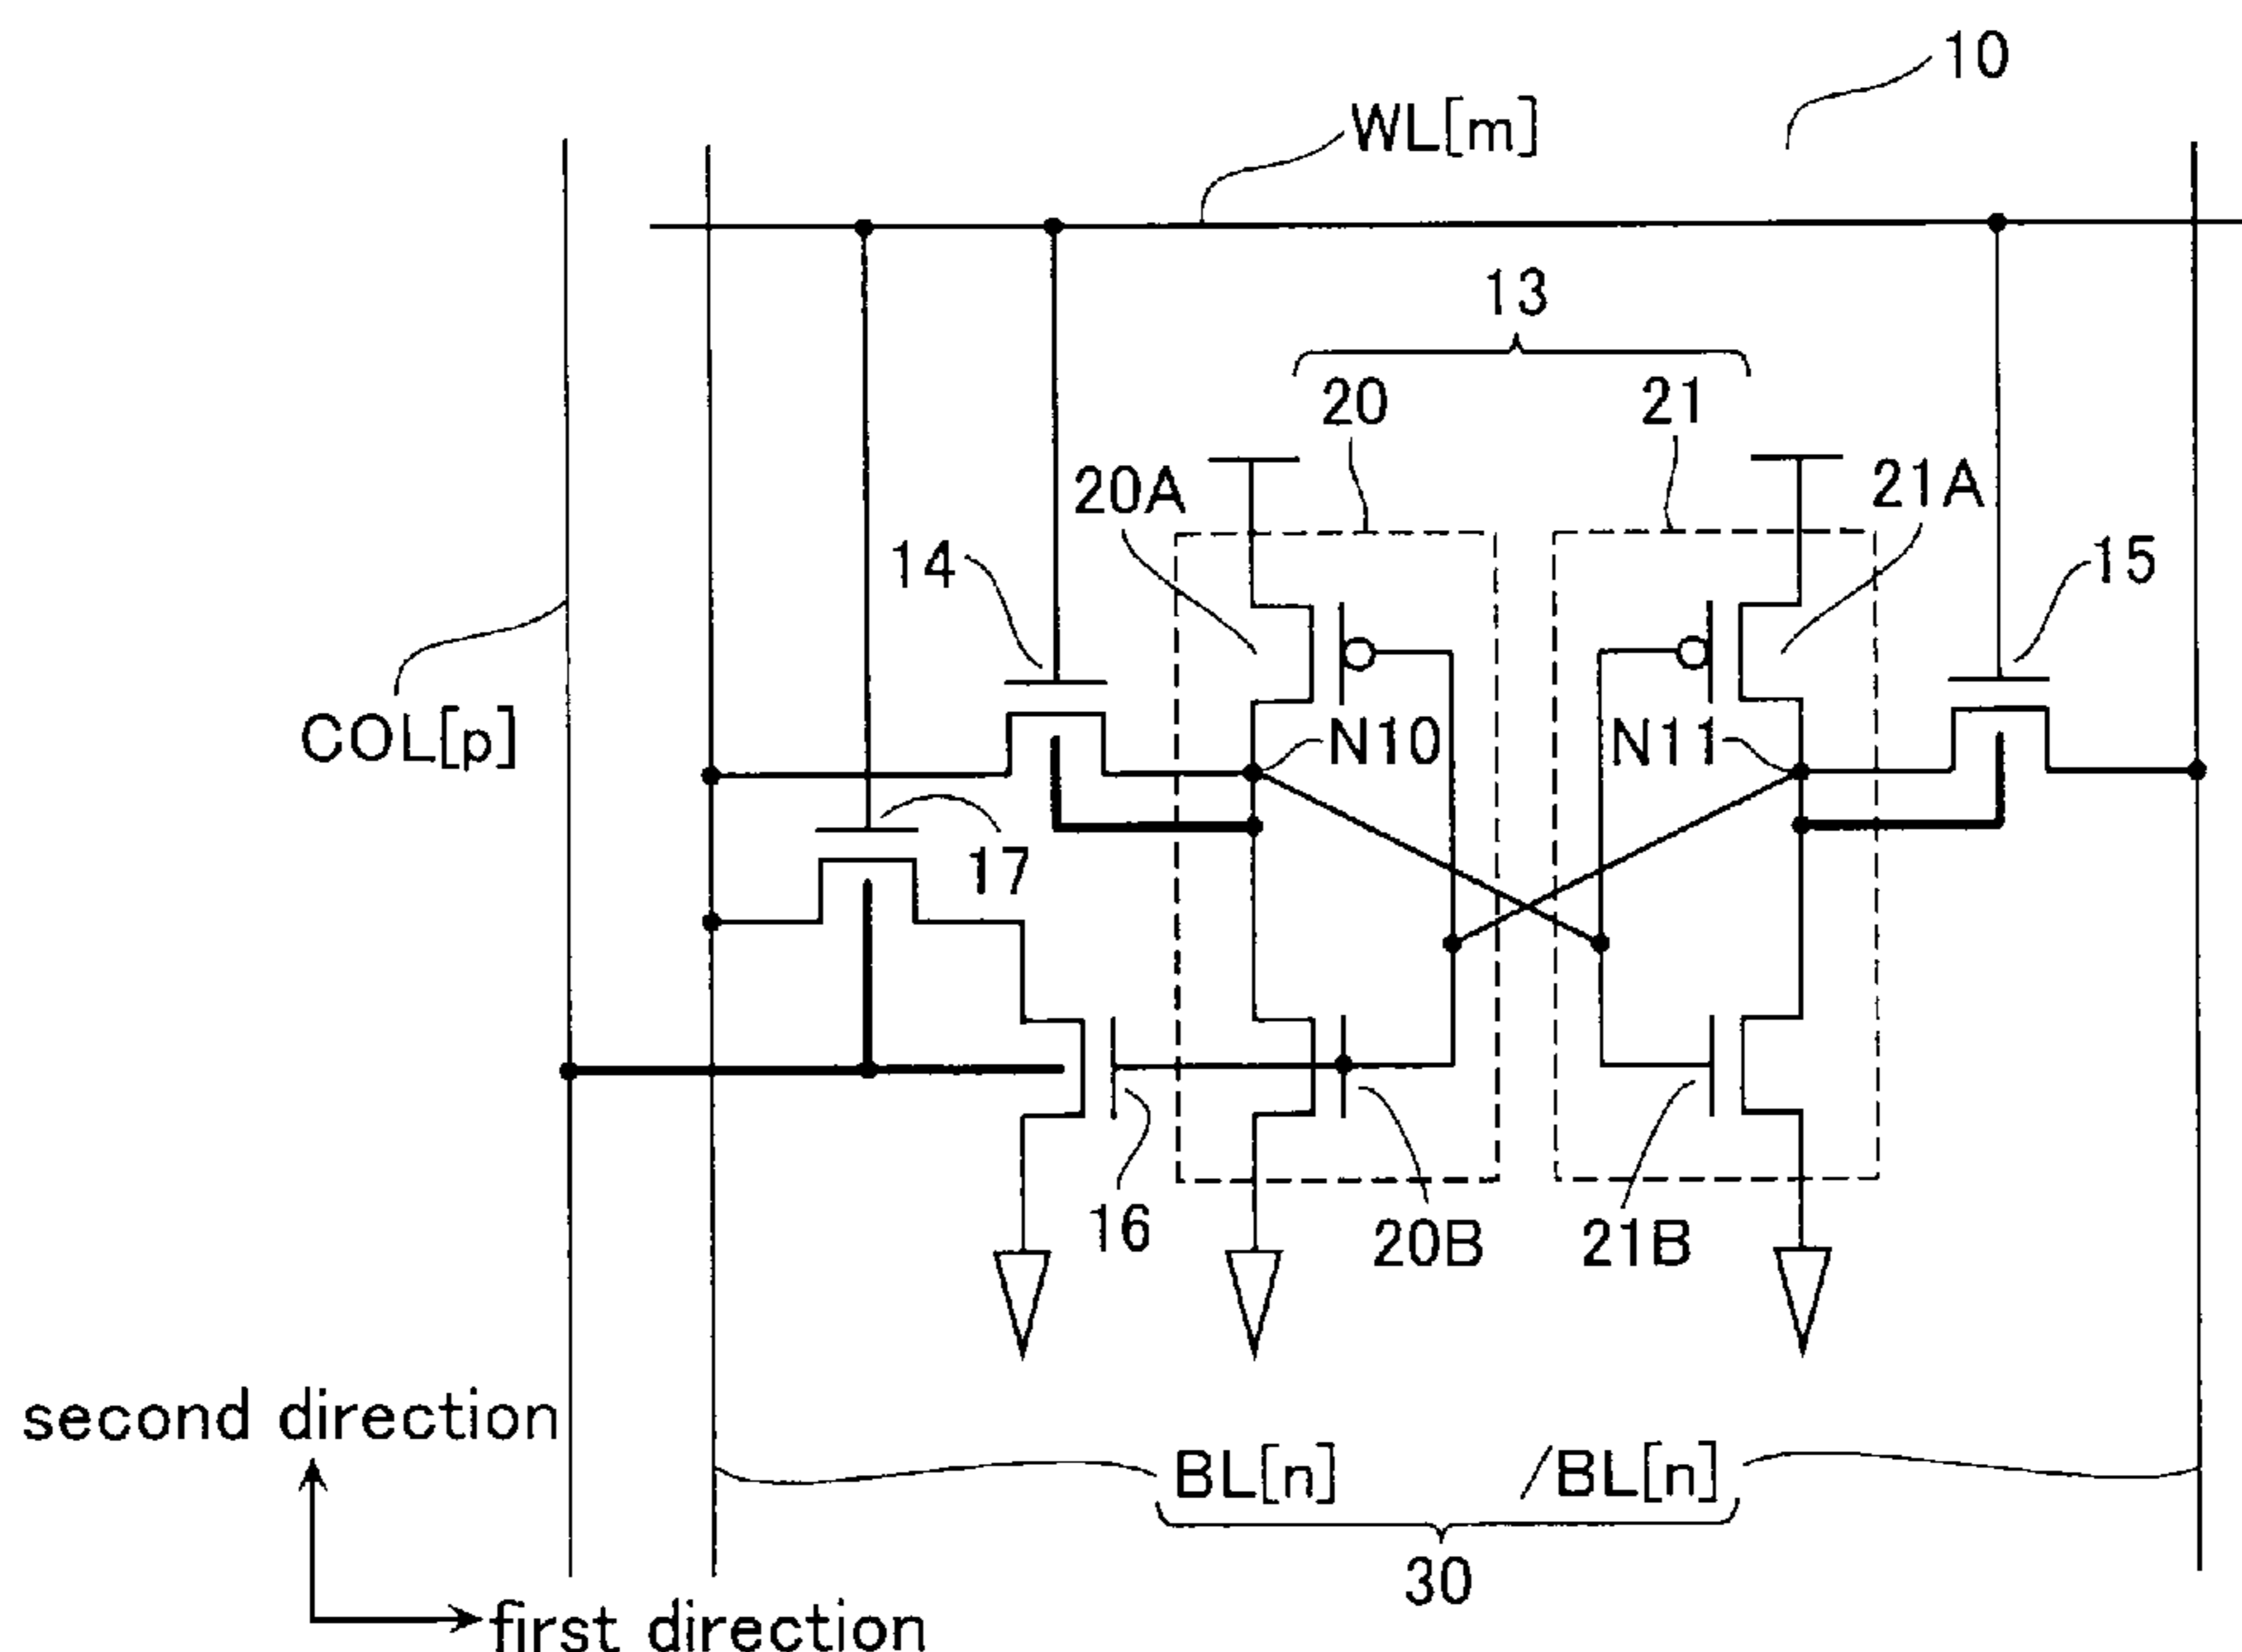 10
WL[m]
13
20
21
20A
21A
14
15
COL[p]
N10
N11
17
16
20B
21B
second direction
BL[n]
/BL[n]
30
first direction